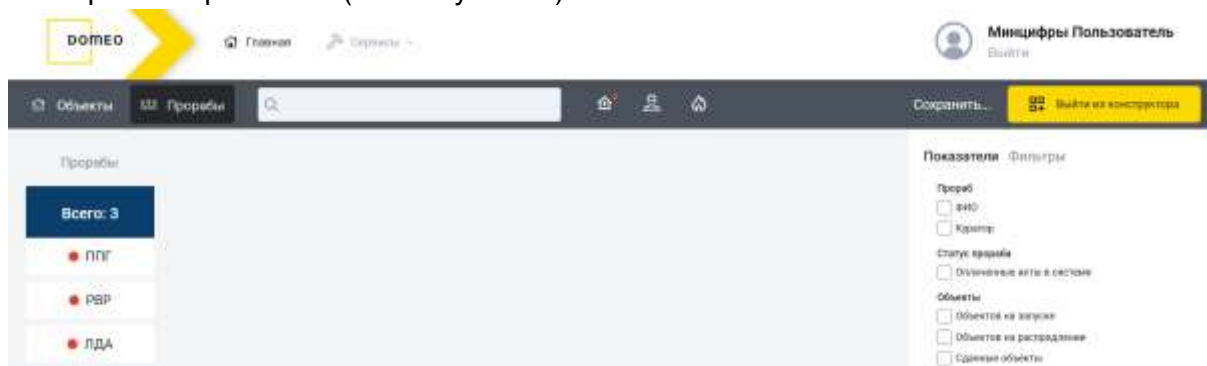 DOMEO
Главная
Сервисы
Минцифры Пользователь
Выйти
Объекты
Прорабы
Сохранить...
Выйти из конструктора
Прорабы
Всего: 3
ППГ
РВР
ЛДА
Показатели Фильтры
Прораб
ФИО
Куратор
Статус прораба
Оплаченные акты в системе
Объекты
Объектов на запуске
Объектов на распределение
Сданные объекты